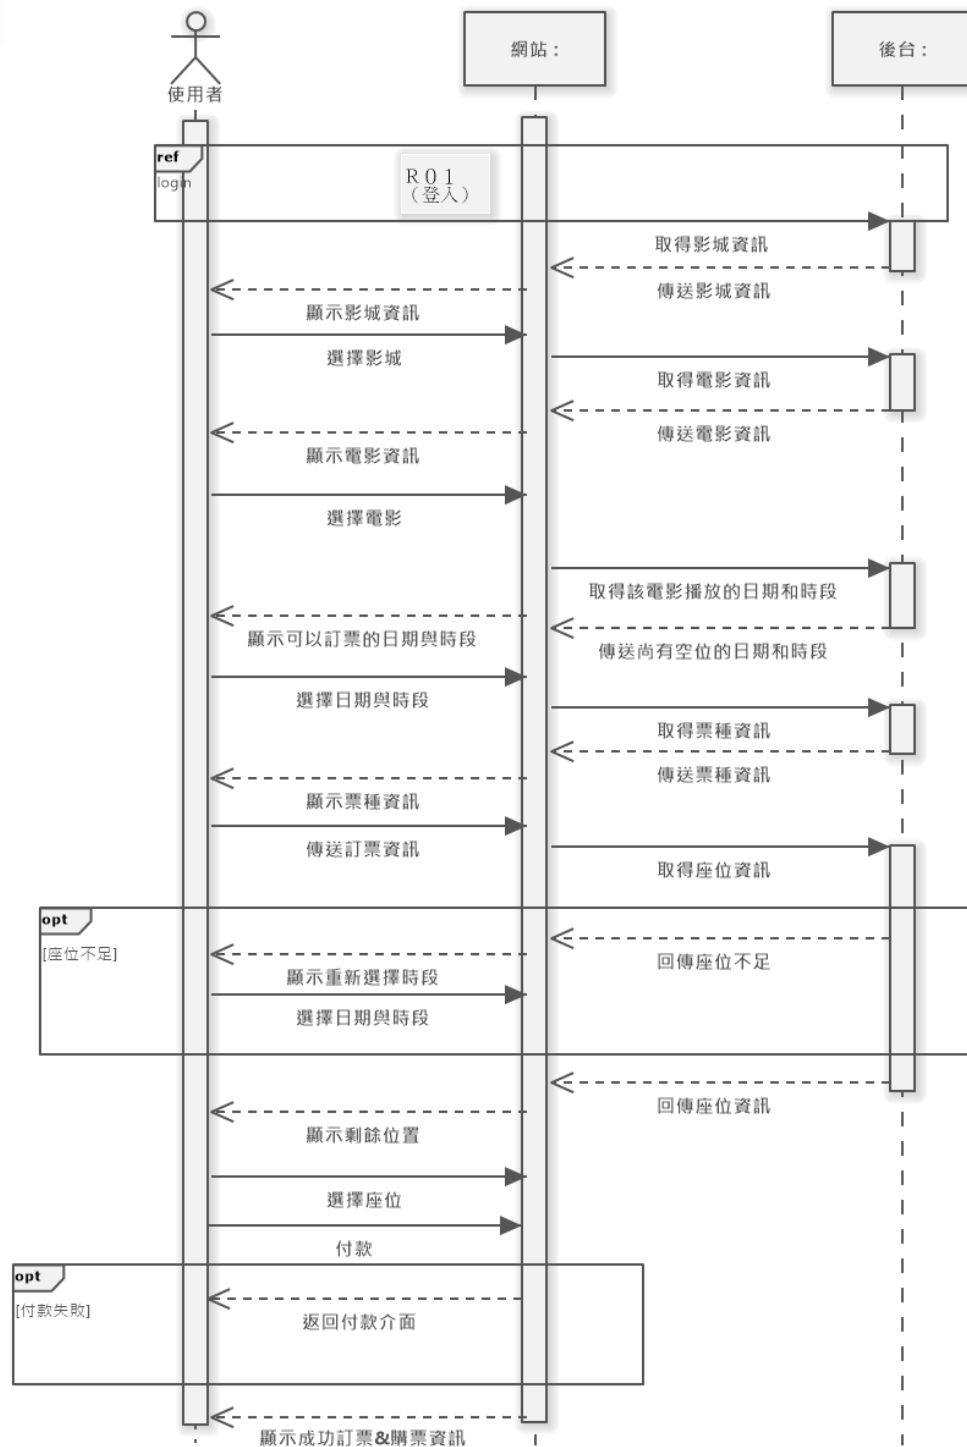 使用者
網站：
後台：
ref
login
R01
（登入）
取得影城資訊
傳送影城資訊
顯示影城資訊
選擇影城
取得電影資訊
傳送電影資訊
顯示電影資訊
選擇電影
取得該電影播放的日期和時段
顯示可以訂票的日期與時段
傳送尚有空位的日期和時段
選擇日期與時段
取得票種資訊
傳送票種資訊
顯示票種資訊
傳送訂票資訊
取得座位資訊
opt
[座位不足]
回傳座位不足
顯示重新選擇時段
選擇日期與時段
回傳座位資訊
顯示剩餘位置
選擇座位
付款
opt
[付款失敗]
返回付款介面
顯示成功訂票&購票資訊